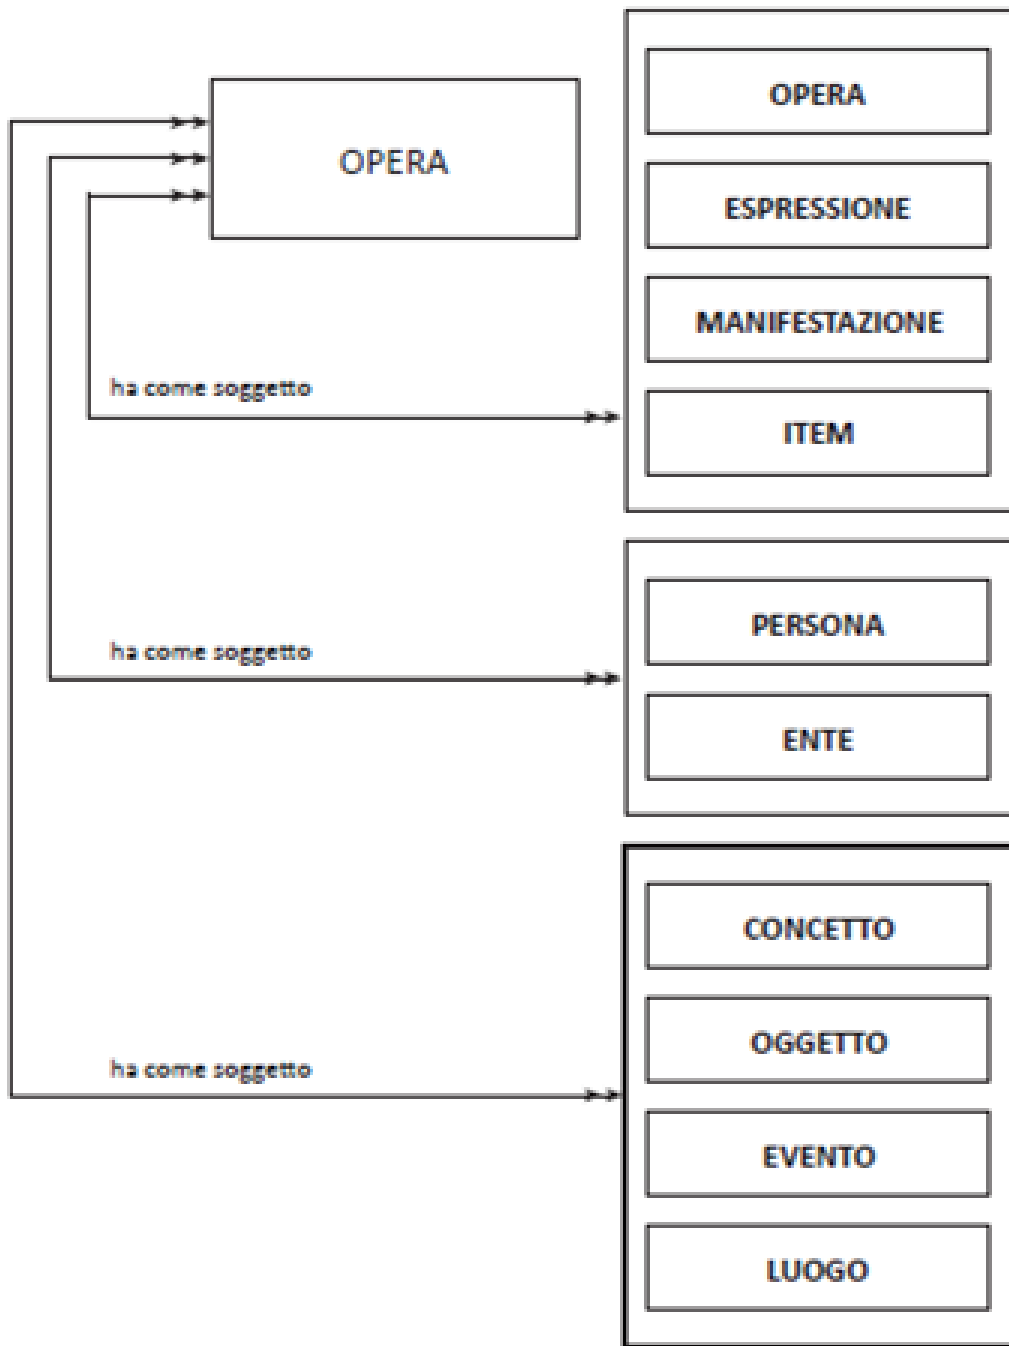 OPERA
OPERA
ESPRESSIONE
MANIFESTAZIONE
ITEM
ha come soggetto
PERSONA
ENTE
ha come soggetto
CONCETTO
OGGETTO
EVENTO
LUOGO
ha come soggetto